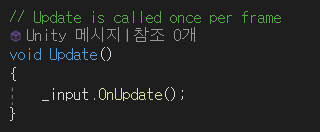 // Update is called once per frame
Unity 메시지|참조 0개
void Update()
{
_input.OnUpdate();
}